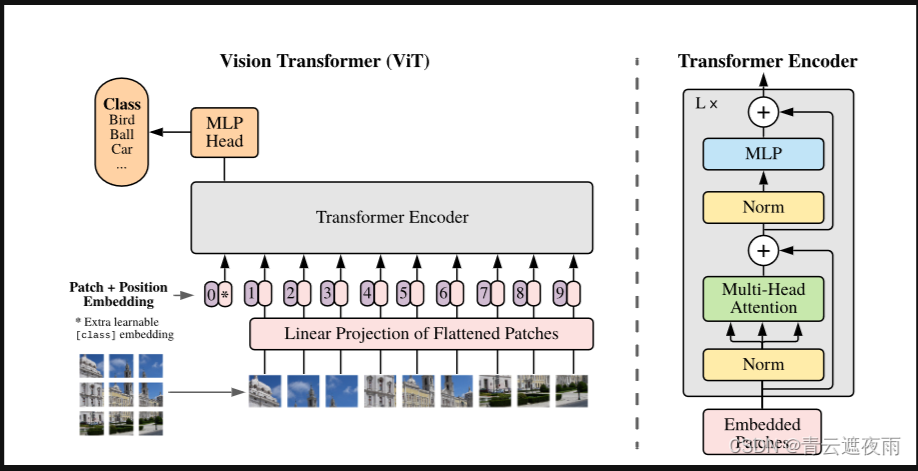 Vision Transformer (ViT)
Class
Bird
Ball
Car
...
MLP
Head
Transformer Encoder
Patch + Position
Embedding
0 * 1 2 3 4 5 6 7 8 9
* Extra learnable
[class] embedding
Linear Projection of Flattened Patches
Transformer Encoder
L ×
+
MLP
Norm
+
Multi-Head
Attention
Norm
Embedded
Patches
CSDN @青云遮夜雨